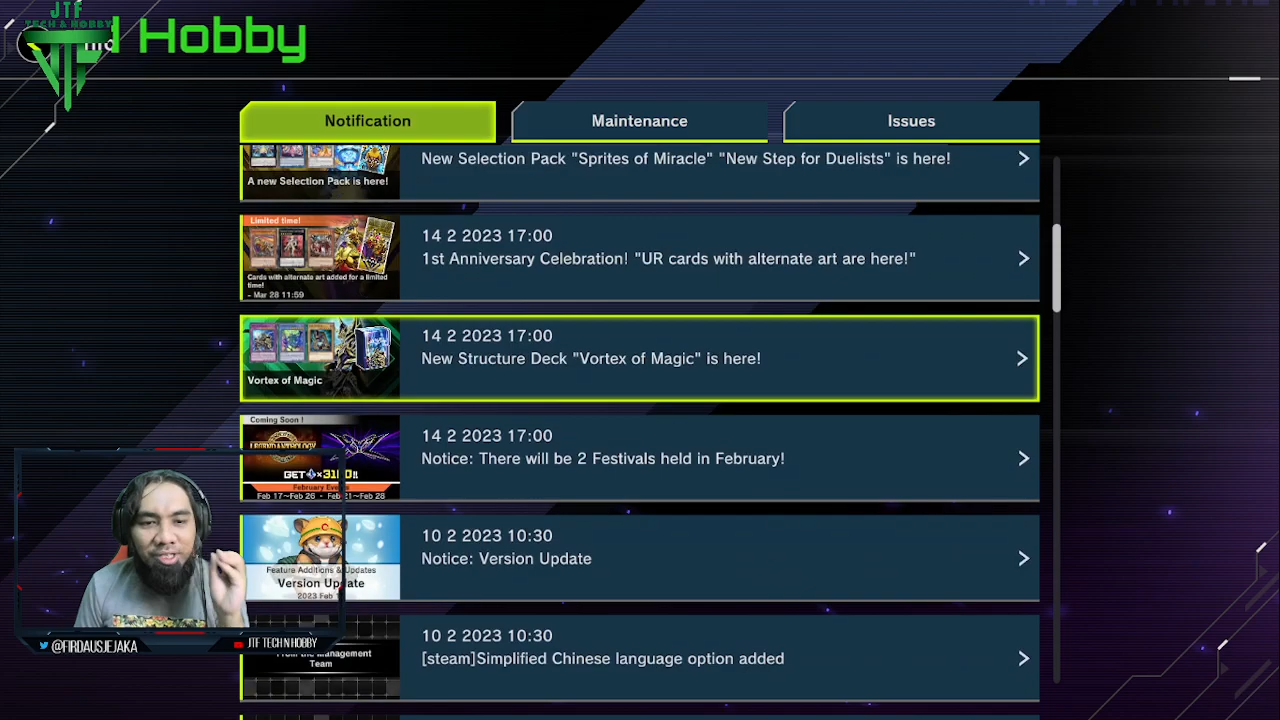 JTF
TECH & HOBBY
d Hobby
Notification
Maintenance
Issues
A new Selection Pack is here!
New Selection Pack "Sprites of Miracle" "New Step for Duelists" is here!
Limited time!
Cards with alternate art added for a limited
time!
- Mar 28 11:59
14 2 2023 17:00
1st Anniversary Celebration! "UR cards with alternate art are here!"
Vortex of Magic
14 2 2023 17:00
New Structure Deck "Vortex of Magic" is here!
Coming Soon !
LEGEND ANTHOLOGY
February Eve
Feb 17~Feb 26 - Feb 21~Feb 28
14 2 2023 17:00
Notice: There will be 2 Festivals held in February!
Feature Additions & Updates
Version Update
2023 Feb
10 2 2023 10:30
Notice: Version Update
Management
Team
10 2 2023 10:30
[steam]Simplified Chinese language option added
@FIRDAUSJEJAKA
JTF TECH N HOBBY